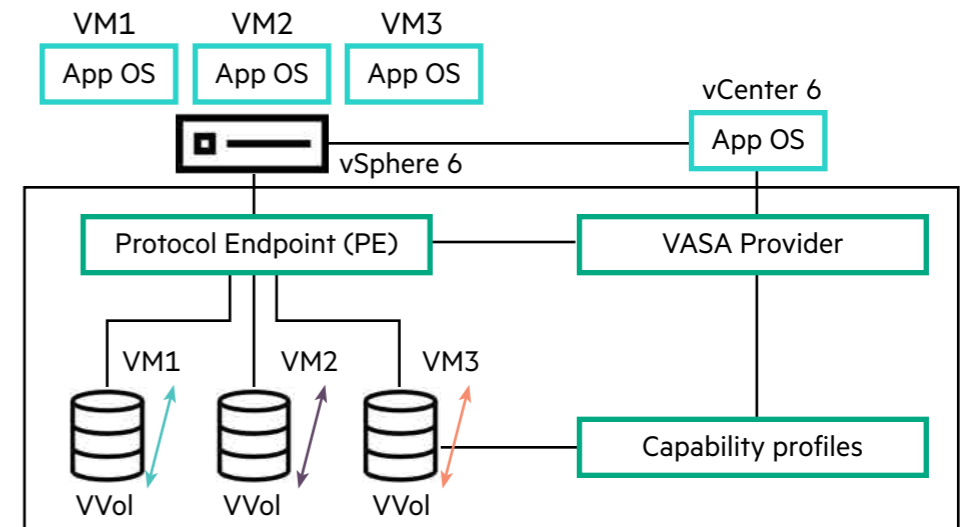 VM1 VM2 VM3
App OS App OS App OS
vCenter 6
App OS
vSphere 6
Protocol Endpoint (PE) VASA Provider
VM1 VM2 VM3
Capability profiles
VVol VVol VVol